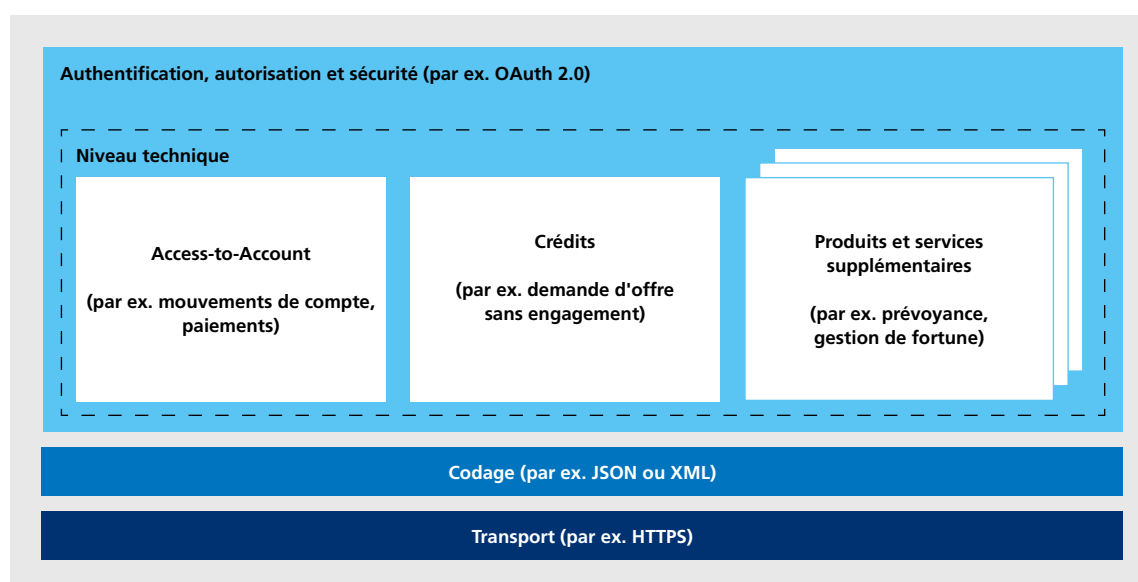 Authentification, autorisation et sécurité (par ex. OAuth 2.0)
Niveau technique
Access-to-Account
(par ex. mouvements de compte,
paiements)
Crédits
(par ex. demande d'offre
sans engagement)
Produits et services
supplémentaires
(par ex. prévoyance,
gestion de fortune)
Codage (par ex. JSON ou XML)
Transport (par ex. HTTPS)